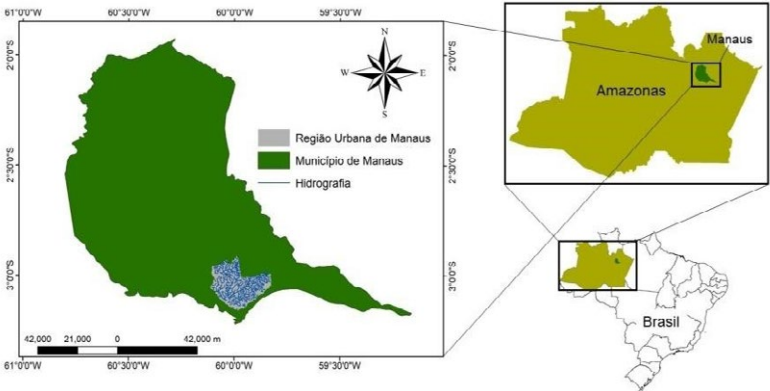 61°0'0"W 60°30'0"W 60°0'0"W 59°30'0"W
2°0'0"S
2°0'0"S
N
W E
S
Região Urbana de Manaus
Município de Manaus
Hidrografia
2°30'0"S
2°30'0"S
3°0'0"S
3°0'0"S
42,000 21,000 0 42,000 m
61°0'0"W 60°30'0"W 60°0'0"W 59°30'0"W
Manaus
Amazonas
Brasil